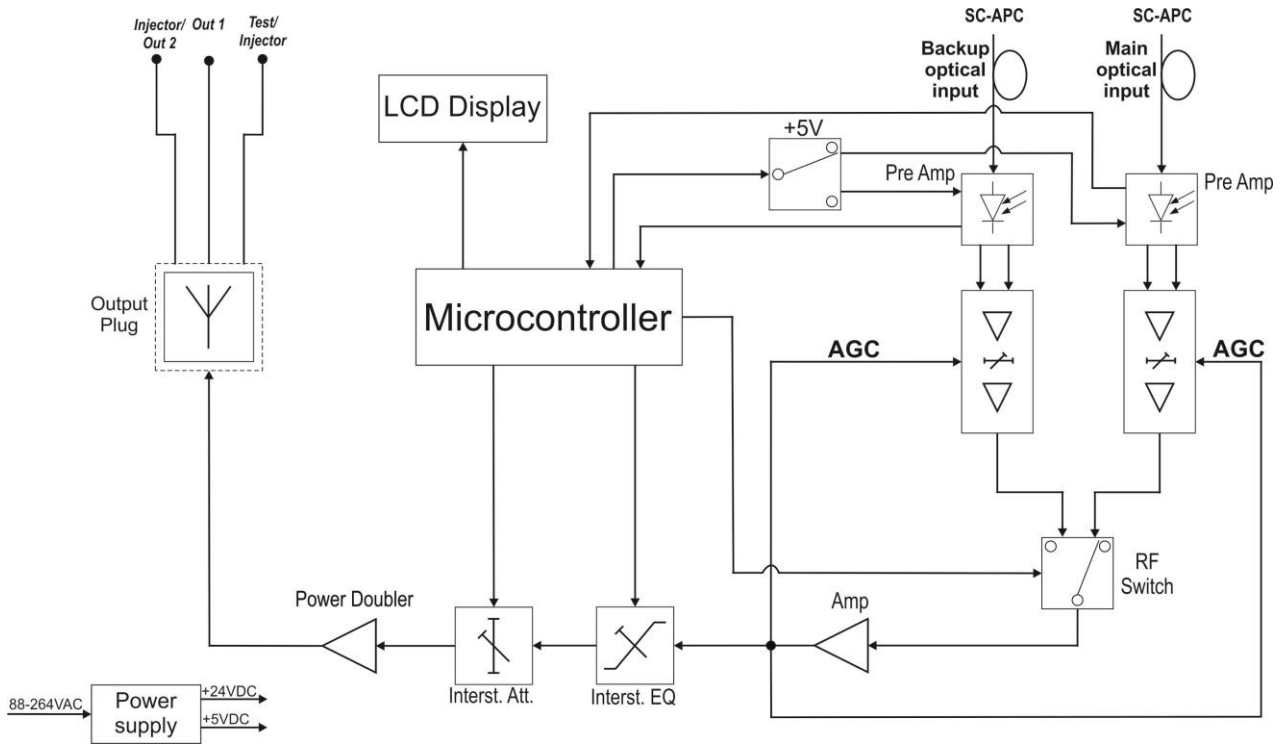 Injector/
Out 2
Out 1
Test/
Injector
SC-APC
SC-APC
Backup
optical
input
Main
optical
input
LCD Display
+5V
Pre Amp
Pre Amp
Output
Plug
Microcontroller
AGC
AGC
RF
Switch
Power Doubler
Amp
Interst. Att.
Interst. EQ
88-264VAC
Power
supply
+24VDC
+5VDC